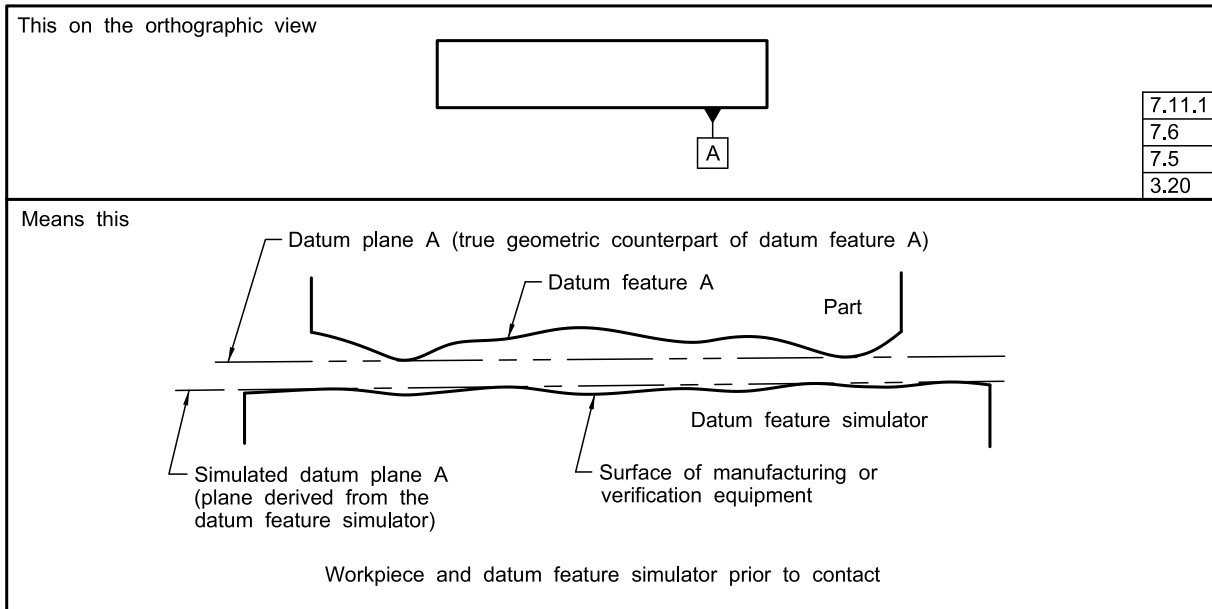 This on the orthographic view
A
7.11.1
7.6
7.5
3.20
Means this
Datum plane A (true geometric counterpart of datum feature A)
Datum feature A
Part
Datum feature simulator
Simulated datum plane A
(plane derived from the
datum feature simulator)
Surface of manufacturing or
verification equipment
Workpiece and datum feature simulator prior to contact